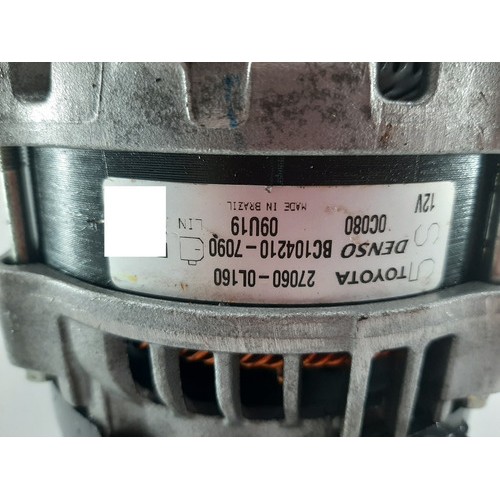 TOYOTA 27060-0L160
DENSO BC104210-7090
0C080 09U19 LIN
12V MADE IN BRAZIL